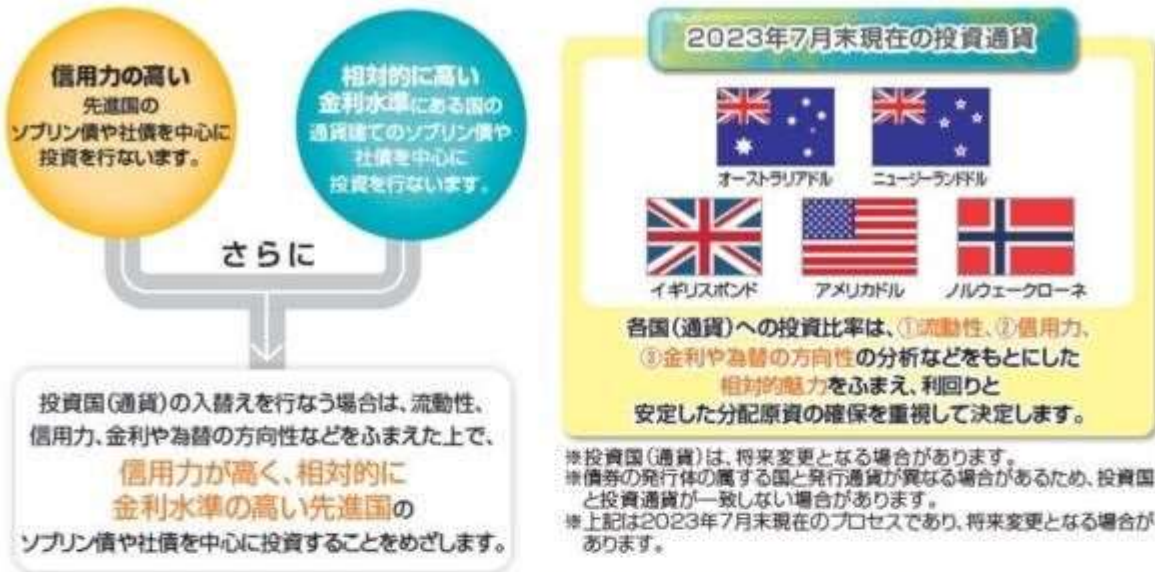 信用力の高い
先進国の
ソブリン債や社債を中心に
投資を行ないます。
相対的に高い
金利水準にある国の
通貨建てのソブリン債や
社債を中心に
投資を行ないます。
さらに
投資国(通貨)の入替えを行なう場合は、流動性、
信用力、金利や為替の方向性などをふまえた上で、
信用力が高く、相対的に
金利水準の高い先進国の
ソブリン債や社債を中心に投資することをめざします。
2023年7月末現在の投資通貨
オーストラリアドル
ニュージーランドドル
イギリスポンド
アメリカドル
ノルウェークローネ
各国(通貨)への投資比率は、①流動性、②信用力、
③金利や為替の方向性の分析などをもとにした
相対的魅力をふまえ、利回りと
安定した分配原資の確保を重視して決定します。
※投資国(通貨)は、将来変更となる場合があります。
※債券の発行体の属する国と発行通貨が異なる場合があるため、投資国
と投資通貨が一致しない場合があります。
※上記は2023年7月末現在のプロセスであり、将来変更となる場合が
あります。